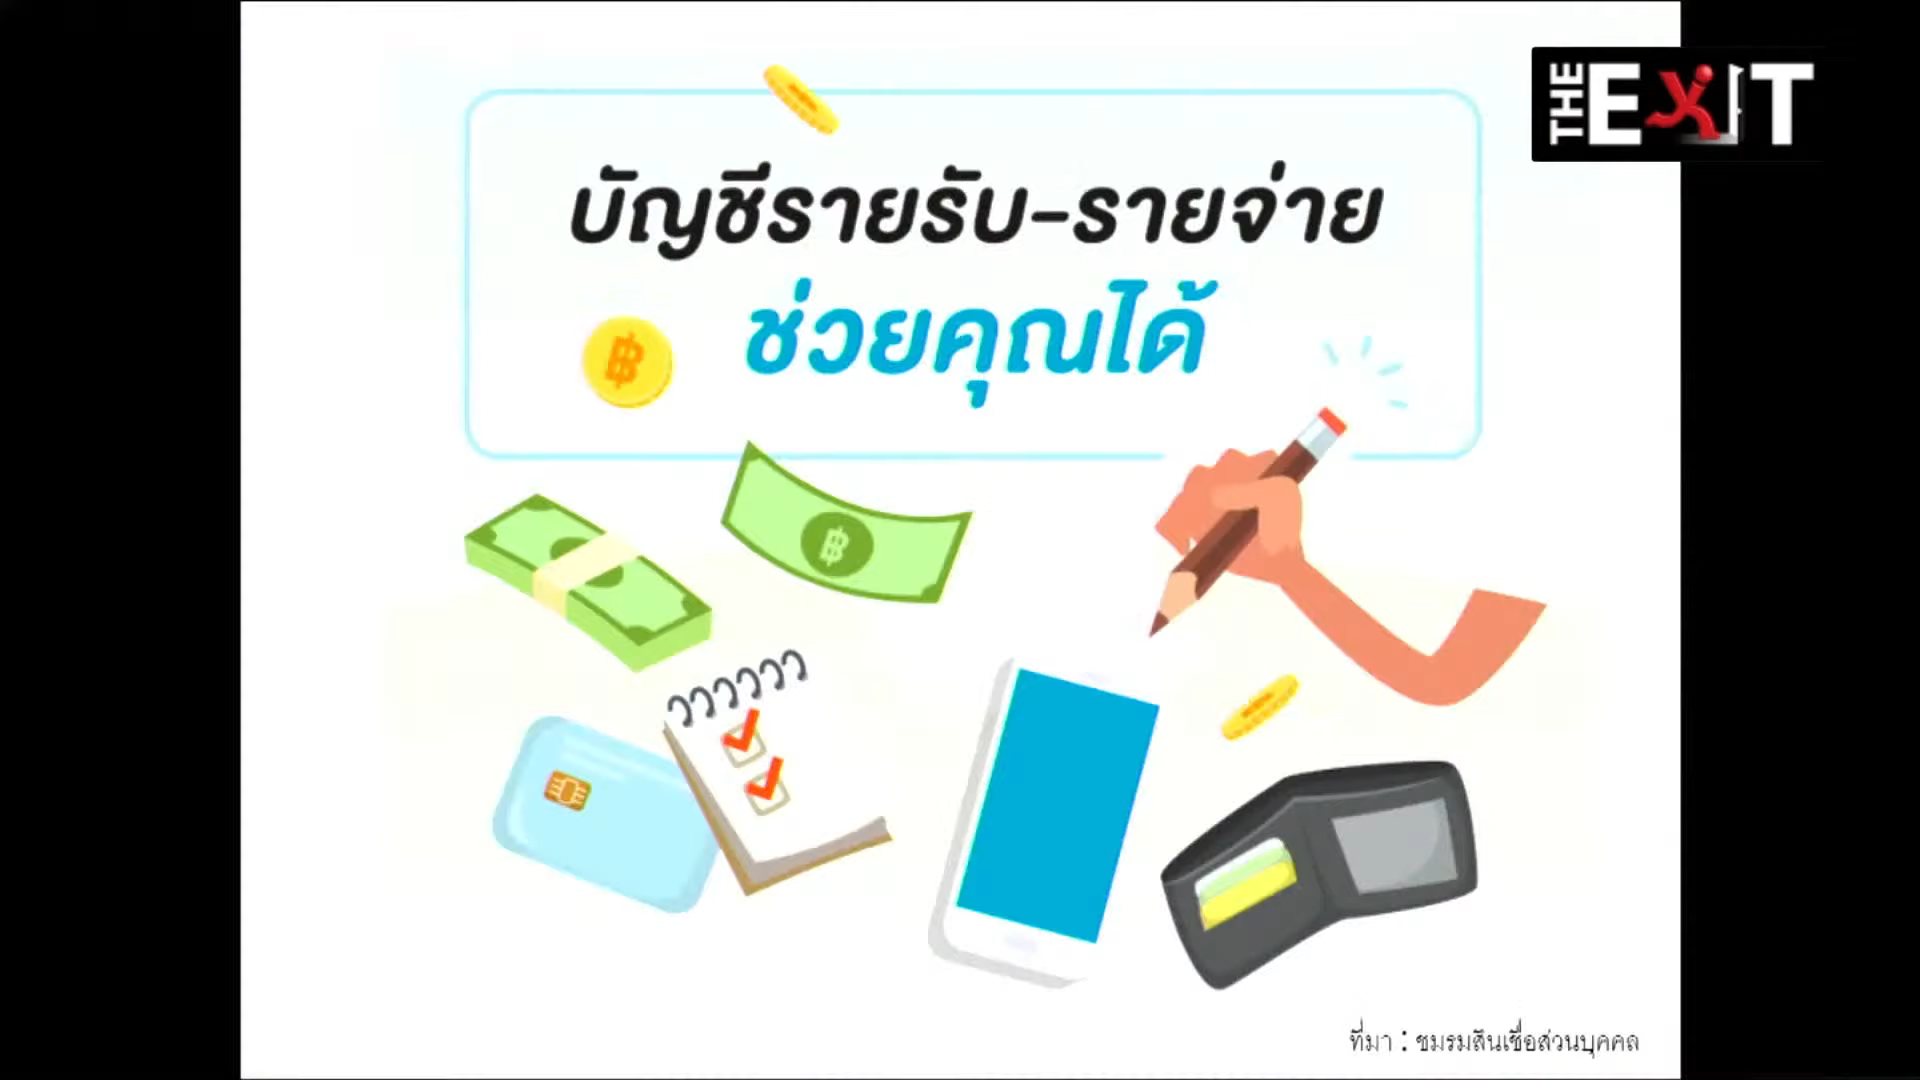 THE EXIT
บัญชีรายรับ-รายจ่าย
ช่วยคุณได้
฿
฿
ที่มา : ชมรมสินเชื่อส่วนบุคคล